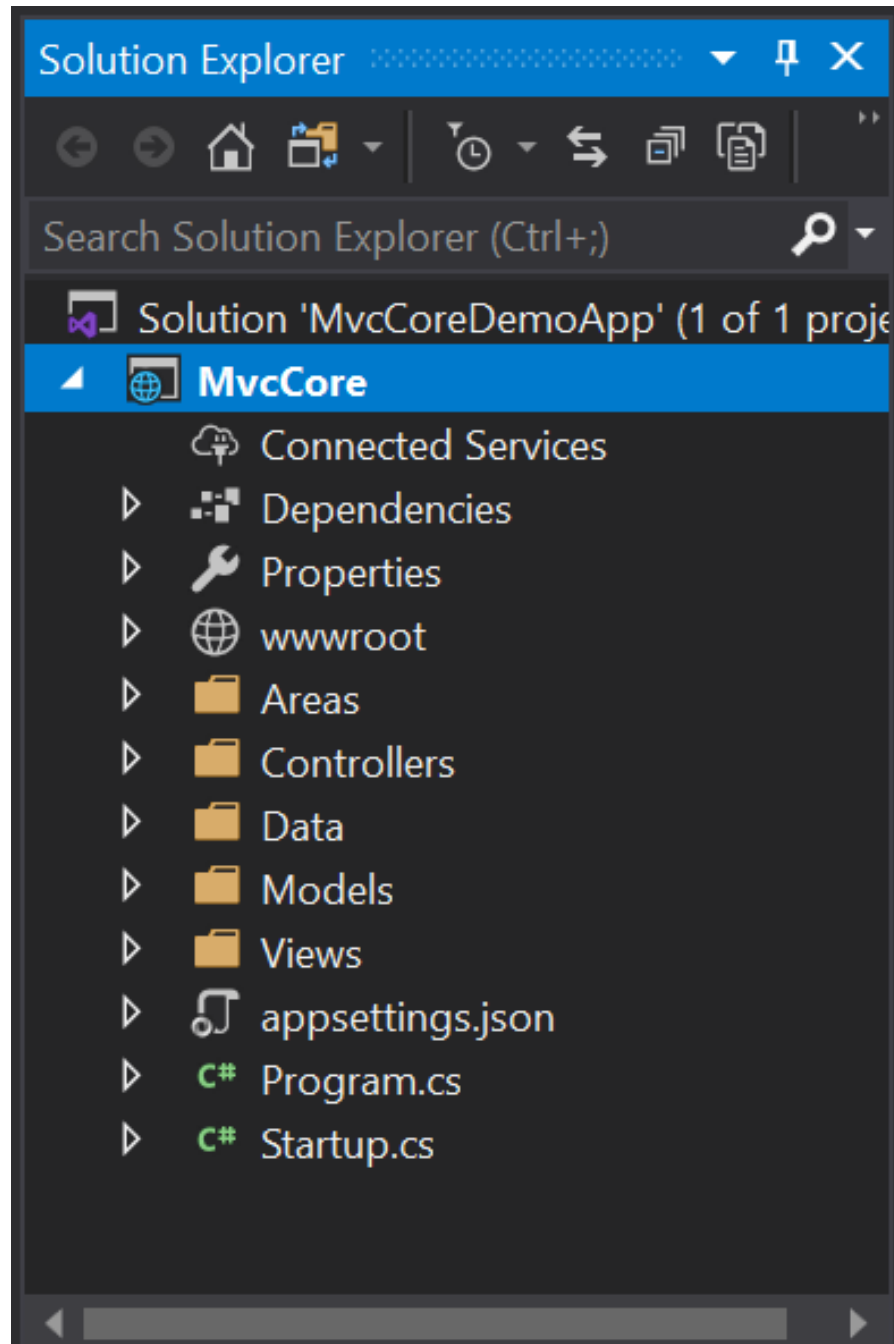 Solution Explorer
Search Solution Explorer (Ctrl+;)
Solution 'MvcCoreDemoApp' (1 of 1 proje
MvcCore
Connected Services
Dependencies
Properties
wwwroot
Areas
Controllers
Data
Models
Views
appsettings.json
C# Program.cs
C# Startup.cs